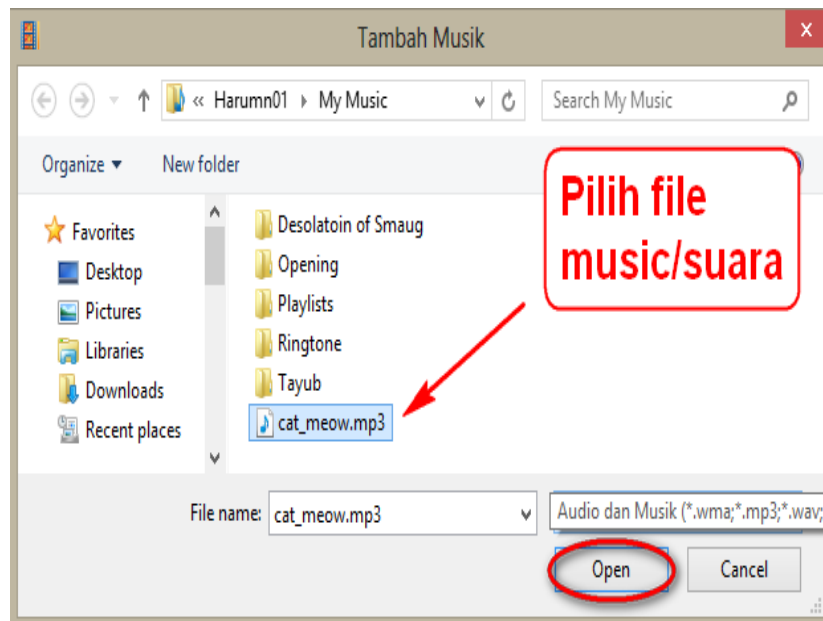 Tambah Musik
x
« Harumn01 My Music
Search My Music
Organize New folder
Pilih file
music/suara
Favorites
Desktop
Pictures
Libraries
Downloads
Recent places
Desolatoin of Smaug
Opening
Playlists
Ringtone
Tayub
cat_meow.mp3
File name: cat_meow.mp3
Audio dan Musik (*.wma;*.mp3;*.wav;
Open Cancel